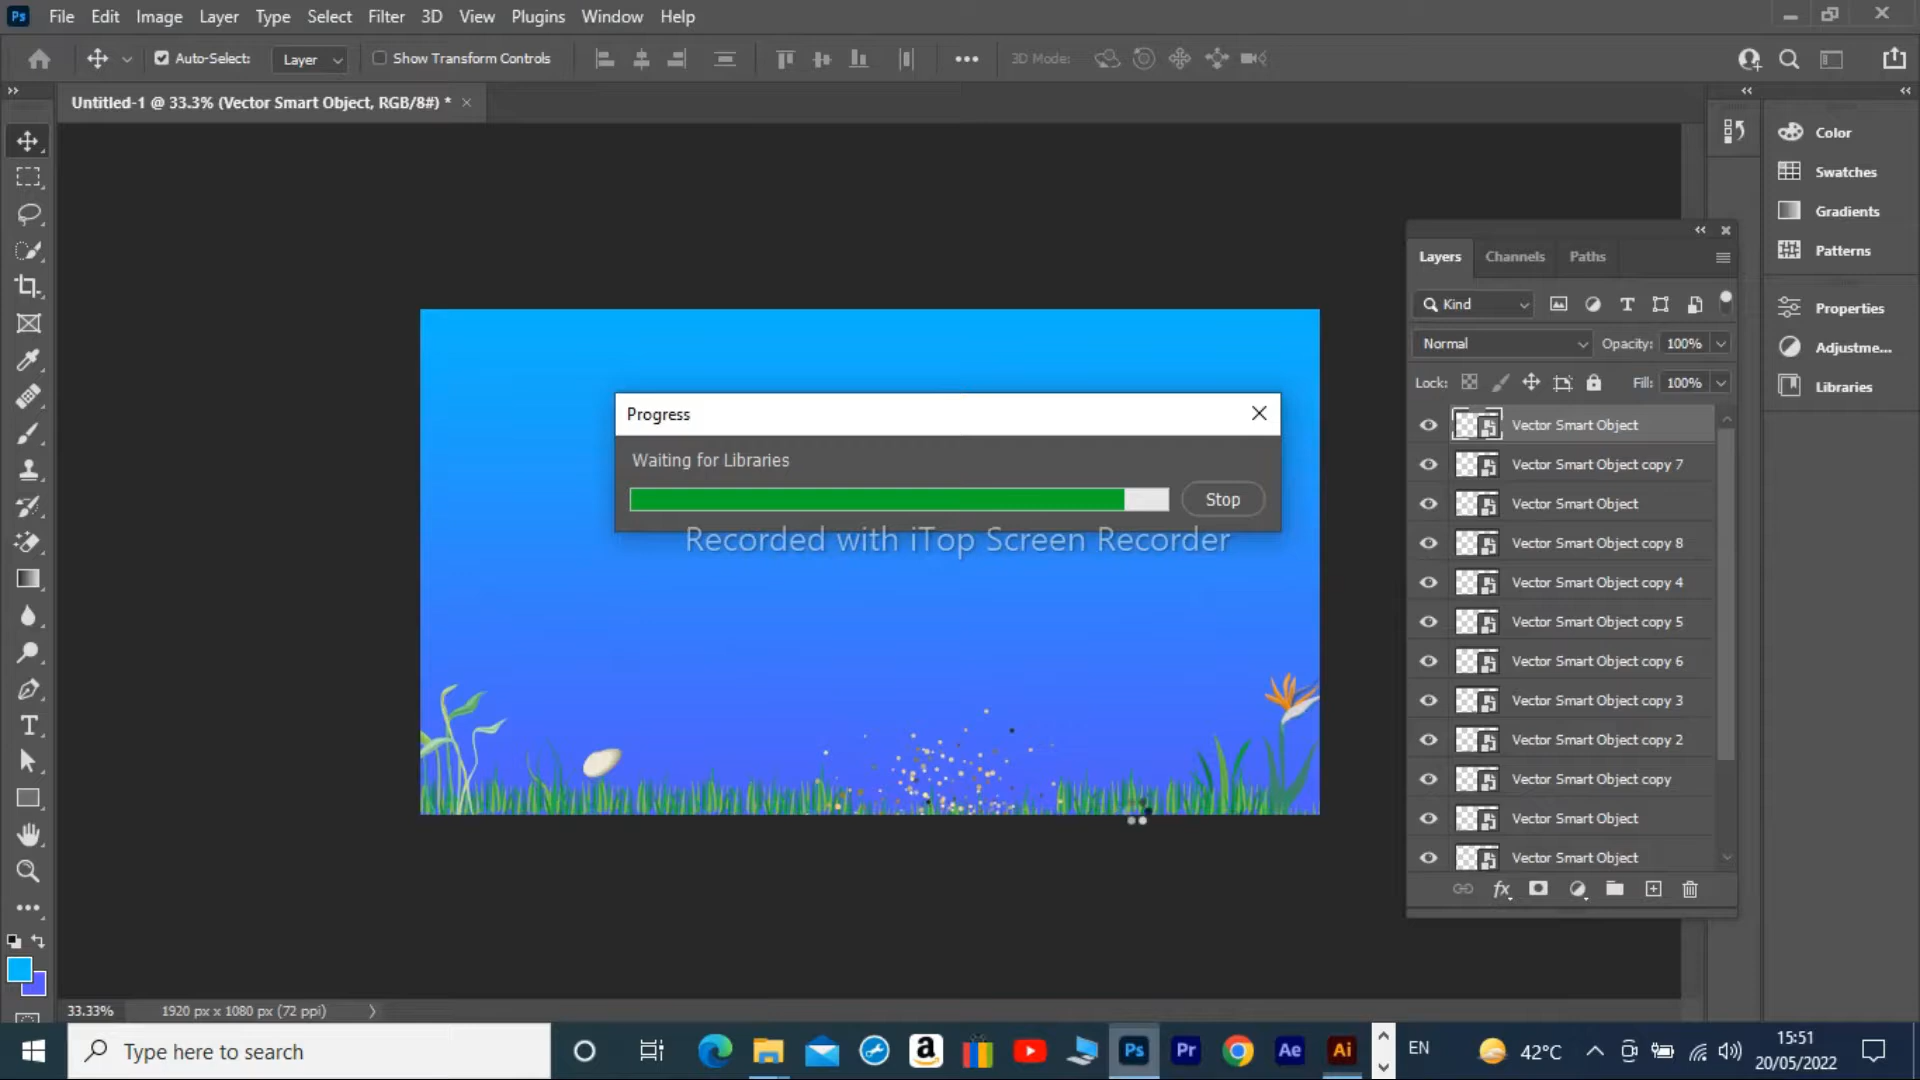 Ps File Edit Image Layer Type Select Filter 3D View Plugins Window Help
Auto-Select: Layer Show Transform Controls 3D Mode:
Untitled-1 @ 33.3% (Vector Smart Object, RGB/8#) *
Color
Swatches
Gradients
Patterns
Properties
Adjustme...
Libraries
Layers Channels Paths
Kind
Normal Opacity: 100%
Lock: Fill: 100%
Vector Smart Object
Vector Smart Object copy 7
Vector Smart Object
Vector Smart Object copy 8
Vector Smart Object copy 4
Vector Smart Object copy 5
Vector Smart Object copy 6
Vector Smart Object copy 3
Vector Smart Object copy 2
Vector Smart Object copy
Vector Smart Object
Vector Smart Object
fx
Progress
Waiting for Libraries
Stop
Recorded with iTop Screen Recorder
33.33% 1920 px x 1080 px (72 ppi)
Type here to search
a Ps Pr Ae Ai
EN
42°C
15:51
20/05/2022